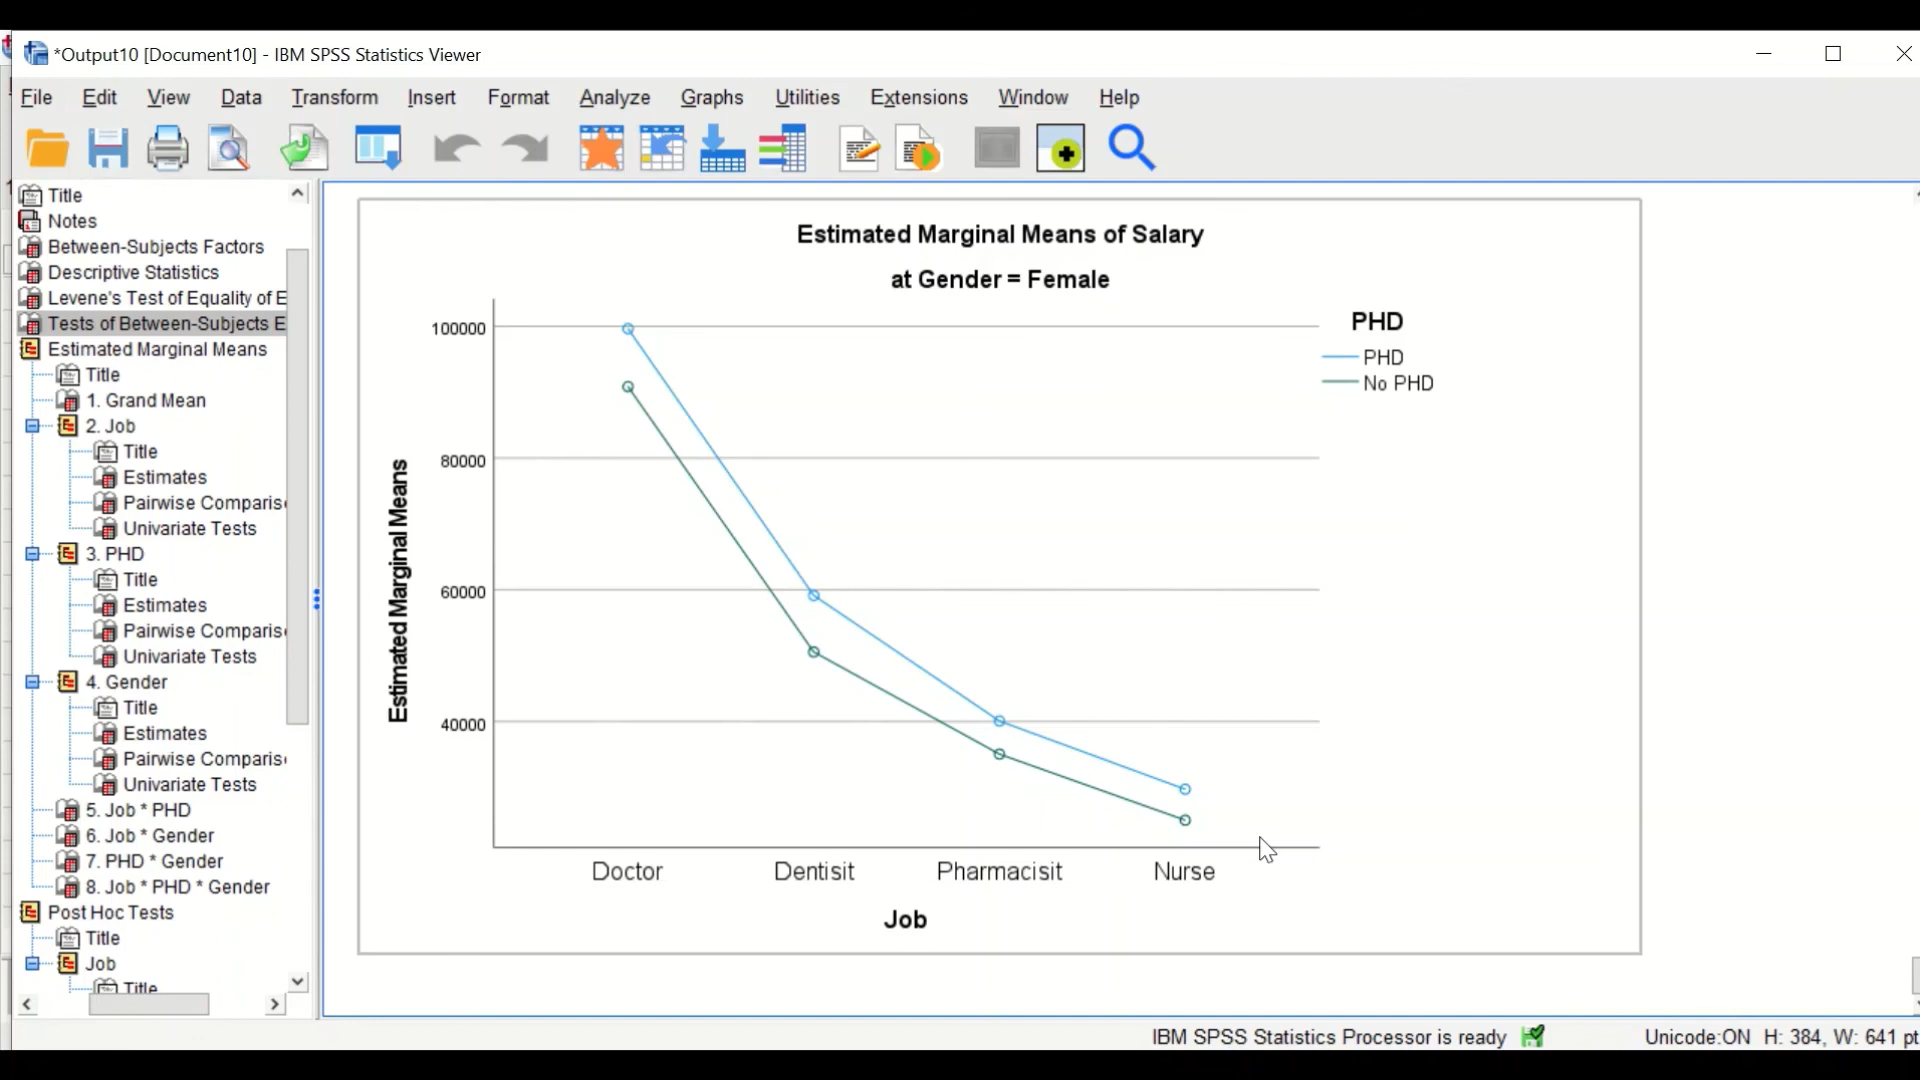 *Output10 [Document10] - IBM SPSS Statistics Viewer
File Edit View Data Transform Insert Format Analyze Graphs Utilities Extensions Window Help
Title
Notes
Between-Subjects Factors
Descriptive Statistics
Levene's Test of Equality of E
Tests of Between-Subjects E
Estimated Marginal Means
Title
1. Grand Mean
2. Job
Title
Estimates
Pairwise Comparis
Univariate Tests
3. PHD
Title
Estimates
Pairwise Comparis
Univariate Tests
4. Gender
Title
Estimates
Pairwise Comparis
Univariate Tests
5. Job * PHD
6. Job * Gender
7. PHD * Gender
8. Job * PHD * Gender
Post Hoc Tests
Title
Job
Title
Estimated Marginal Means of Salary
at Gender = Female
Estimated Marginal Means
100000
80000
60000
40000
PHD
PHD
No PHD
Doctor Dentisit Pharmacisit Nurse
Job
IBM SPSS Statistics Processor is ready Unicode:ON H: 384, W: 641 pt